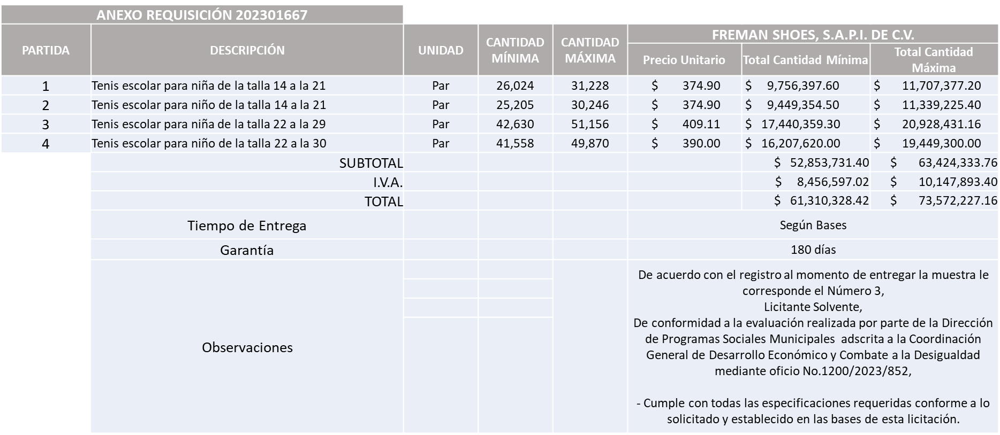 ANEXO REQUISICIÓN 202301667
PARTIDA DESCRIPCIÓN UNIDAD CANTIDAD MÍNIMA CANTIDAD MÁXIMA FREMAN SHOES, S.A.P.I. DE C.V.
Precio Unitario Total Cantidad Mínima Total Cantidad Máxima
1 Tenis escolar para niña de la talla 14 a la 21 Par 26,024 31,228 $ 374.90 $ 9,756,397.60 $ 11,707,377.20
2 Tenis escolar para niño de la talla 14 a la 21 Par 25,205 30,246 $ 374.90 $ 9,449,354.50 $ 11,339,225.40
3 Tenis escolar para niña de la talla 22 a la 29 Par 42,630 51,156 $ 409.11 $ 17,440,359.30 $ 20,928,431.16
4 Tenis escolar para niño de la talla 22 a la 30 Par 41,558 49,870 $ 390.00 $ 16,207,620.00 $ 19,449,300.00
SUBTOTAL $ 52,853,731.40 $ 63,424,333.76
I.V.A. $ 8,456,597.02 $ 10,147,893.40
TOTAL $ 61,310,328.42 $ 73,572,227.16
Tiempo de Entrega Según Bases
Garantía 180 días
Observaciones
De acuerdo con el registro al momento de entregar la muestra le
corresponde el Número 3,
Licitante Solvente,
De conformidad a la evaluación realizada por parte de la Dirección
de Programas Sociales Municipales adscrita a la Coordinación
General de Desarrollo Económico y Combate a la Desigualdad
mediante oficio No.1200/2023/852,
- Cumple con todas las especificaciones requeridas conforme a lo
solicitado y establecido en las bases de esta licitación.